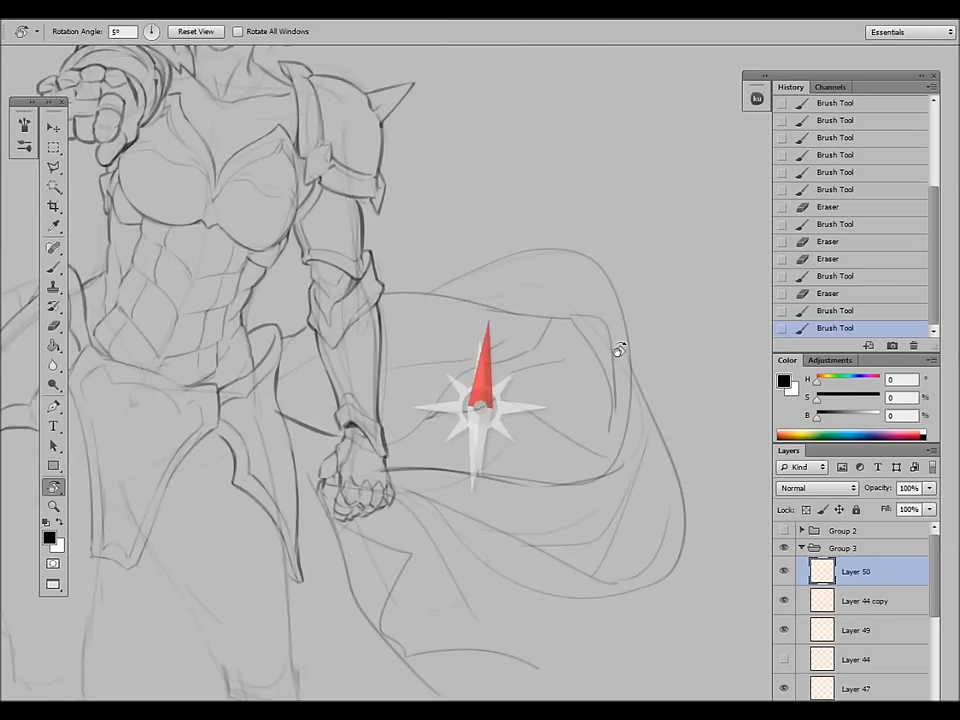 Rotation Angle: 5° Reset View Rotate All Windows Essentials
History Channels
ku
Brush Tool
Brush Tool
Brush Tool
Brush Tool
Brush Tool
Brush Tool
Eraser
Brush Tool
Eraser
Eraser
Brush Tool
Eraser
Brush Tool
Brush Tool
Color Adjustments
H 0 °
S 0 %
B 0 %
Layers
Kind
Normal Opacity: 100%
Lock: Fill: 100%
Group 2
Group 3
Layer 50
Layer 44 copy
Layer 49
Layer 44
Layer 47